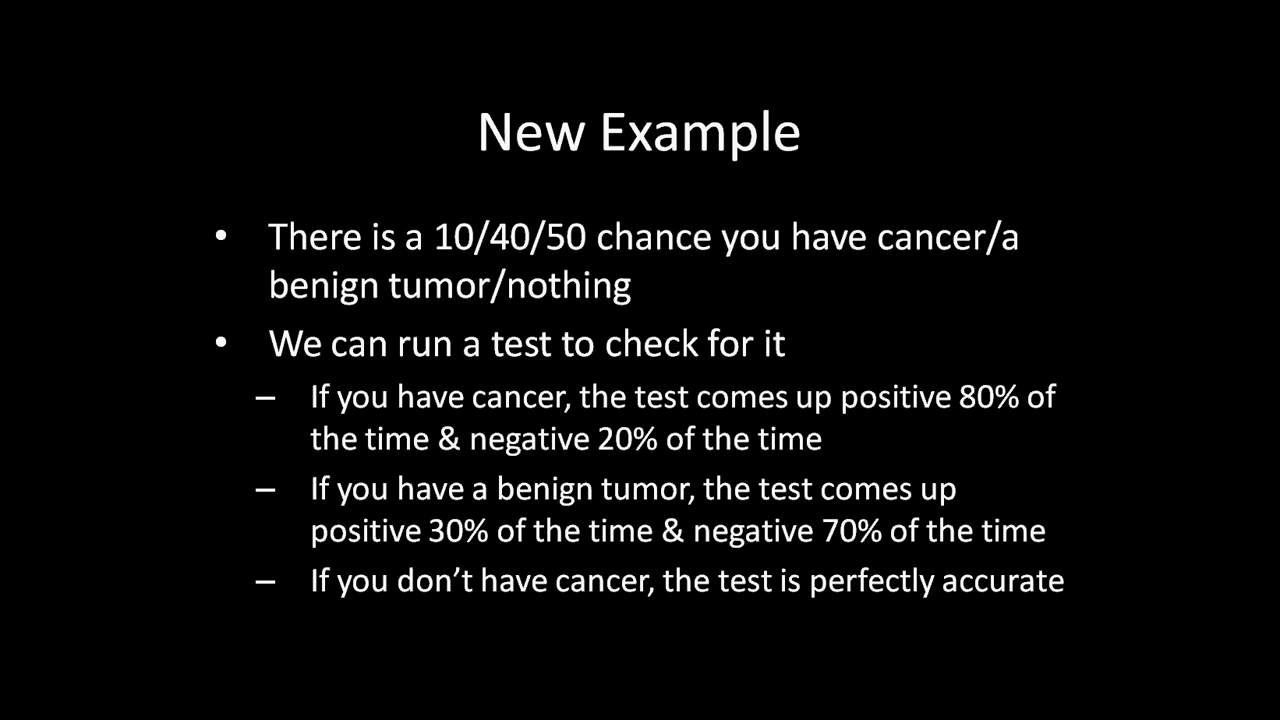 New Example
• There is a 10/40/50 chance you have cancer/a
benign tumor/nothing
• We can run a test to check for it
– If you have cancer, the test comes up positive 80% of
the time & negative 20% of the time
– If you have a benign tumor, the test comes up
positive 30% of the time & negative 70% of the time
– If you don’t have cancer, the test is perfectly accurate